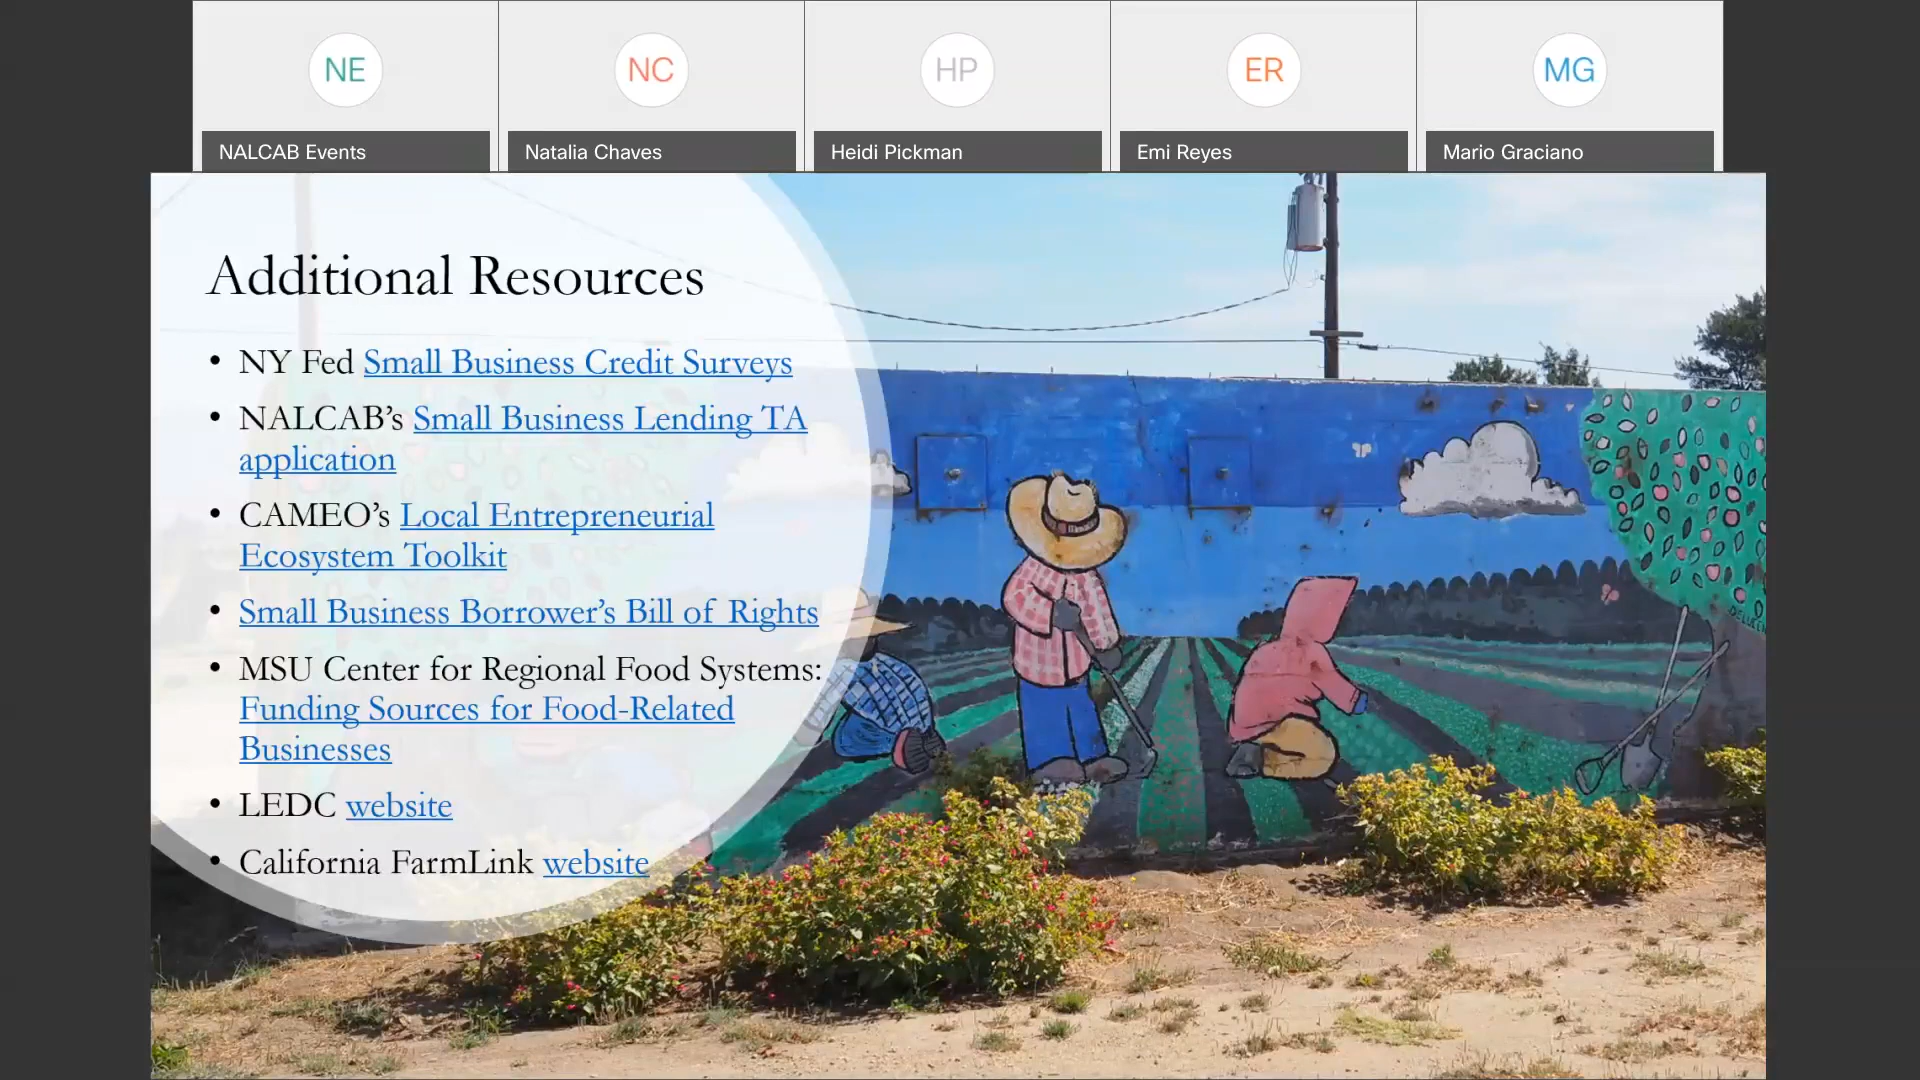 NE
NC
HP
ER
MG
NALCAB Events
Natalia Chaves
Heidi Pickman
Emi Reyes
Mario Graciano
Additional Resources
• NY Fed Small Business Credit Surveys
• NALCAB’s Small Business Lending TA
application
• CAMEO’s Local Entrepreneurial
Ecosystem Toolkit
• Small Business Borrower’s Bill of Rights
• MSU Center for Regional Food Systems:
Funding Sources for Food-Related
Businesses
• LEDC website
• California FarmLink website